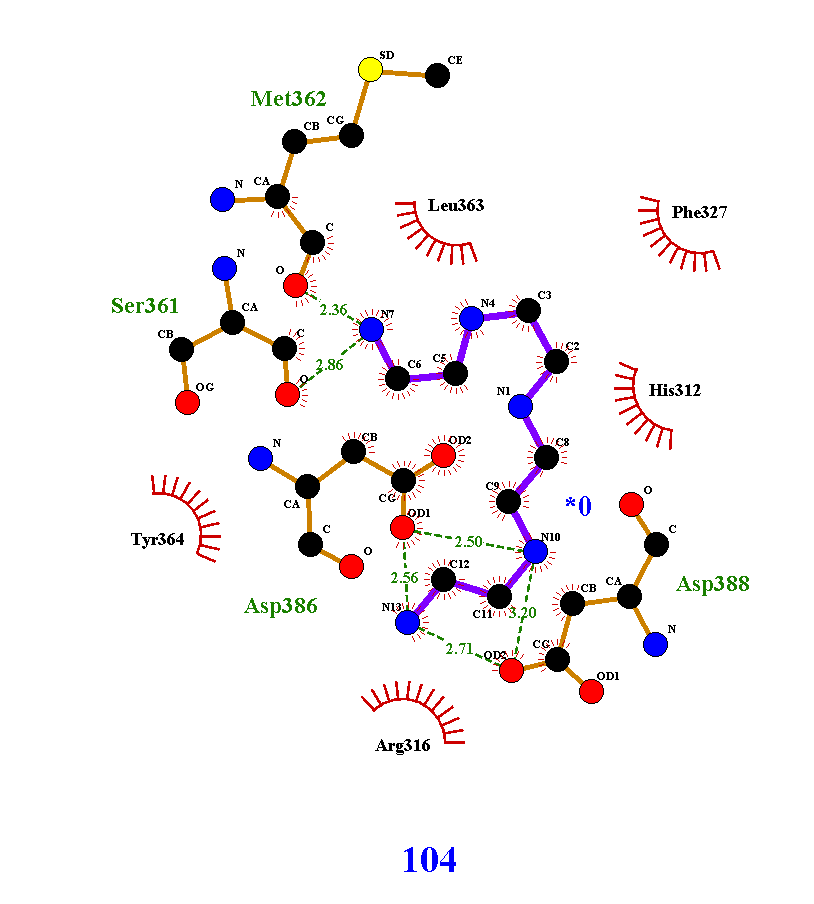 SD
CE
Met362
CB
CG
N
CA
Leu363
Phe327
C
O
N
Ser361
2.36
N7
N4
C3
CA
CB
C
2.86
C6
C5
C2
O
OG
N1
His312
CB
OD2
N
C8
CG
CA
C9
O
OD1
*0
Tyr364
C
2.50
N10
C
O
2.56
C12
Asp386
CB
CA
Asp388
N13
C11
3.20
N
2.71
OD2
CG
OD1
Arg316
104